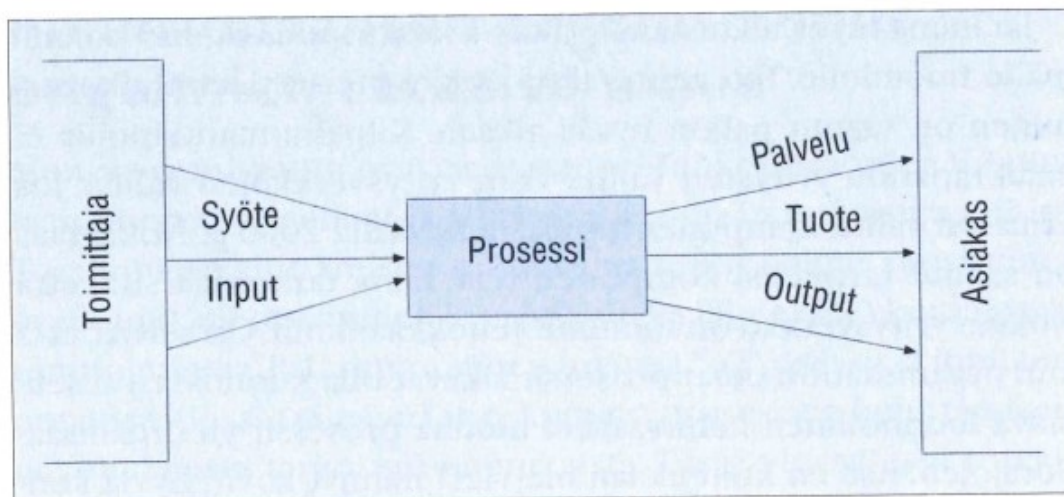 Toimittaja
Syöte
Input
Prosessi
Palvelu
Tuote
Output
Asiakas